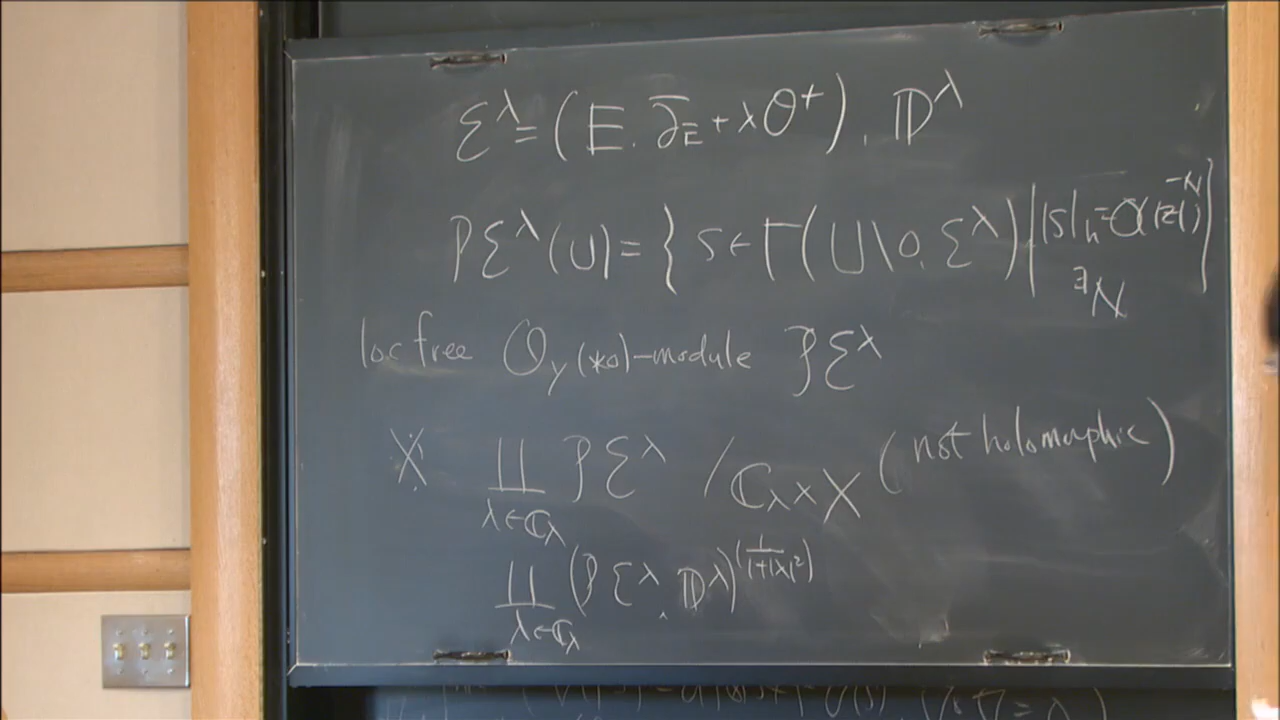 ℰ^λ = (E, ∂̄_E + λθ^†), 𝔻^λ
𝒫ℰ^λ(U) = { s ∈ Γ(U\0, ℰ^λ) | |s|_h = O(|z|^{-N}) ∃N }
loc free 𝒪_Y(*0)-module 𝒫ℰ^λ
※ ∐_{λ∈ℂ_λ} 𝒫ℰ^λ / ℂ_λ × X (not holomorphic)
∐_{λ∈ℂ_λ} (𝒫ℰ^λ, 𝔻^λ)^{(1/(1+|λ|^2))}